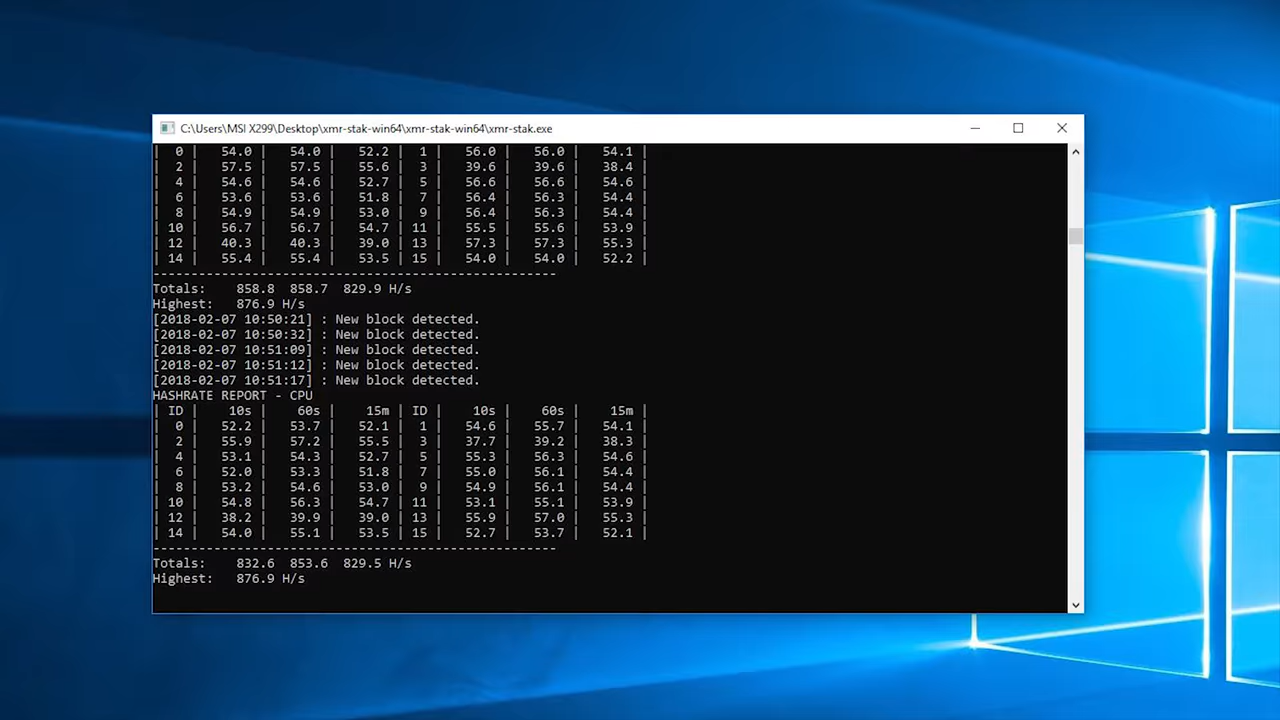 C:\Users\MSI X299\Desktop\xmr-stak-win64\xmr-stak-win64\xmr-stak.exe
| 0 | 54.0 | 54.0 | 52.2 | 1 | 56.0 | 56.0 | 54.1 |
| 2 | 57.5 | 57.5 | 55.6 | 3 | 39.6 | 39.6 | 38.4 |
| 4 | 54.6 | 54.6 | 52.7 | 5 | 56.6 | 56.6 | 54.6 |
| 6 | 53.6 | 53.6 | 51.8 | 7 | 56.4 | 56.3 | 54.4 |
| 8 | 54.9 | 54.9 | 53.0 | 9 | 56.4 | 56.3 | 54.4 |
| 10 | 56.7 | 56.7 | 54.7 | 11 | 55.5 | 55.6 | 53.9 |
| 12 | 40.3 | 40.3 | 39.0 | 13 | 57.3 | 57.3 | 55.3 |
| 14 | 55.4 | 55.4 | 53.5 | 15 | 54.0 | 54.0 | 52.2 |
-----------------------------------------------------
Totals: 858.8 858.7 829.9 H/s
Highest: 876.9 H/s
[2018-02-07 10:50:21] : New block detected.
[2018-02-07 10:50:32] : New block detected.
[2018-02-07 10:51:09] : New block detected.
[2018-02-07 10:51:12] : New block detected.
[2018-02-07 10:51:17] : New block detected.
HASHRATE REPORT - CPU
| ID | 10s | 60s | 15m | ID | 10s | 60s | 15m |
| 0 | 52.2 | 53.7 | 52.1 | 1 | 54.6 | 55.7 | 54.1 |
| 2 | 55.9 | 57.2 | 55.5 | 3 | 37.7 | 39.2 | 38.3 |
| 4 | 53.1 | 54.3 | 52.7 | 5 | 55.3 | 56.3 | 54.6 |
| 6 | 52.0 | 53.3 | 51.8 | 7 | 55.0 | 56.1 | 54.4 |
| 8 | 53.2 | 54.6 | 53.0 | 9 | 54.9 | 56.1 | 54.4 |
| 10 | 54.8 | 56.3 | 54.7 | 11 | 53.1 | 55.1 | 53.9 |
| 12 | 38.2 | 39.9 | 39.0 | 13 | 55.9 | 57.0 | 55.3 |
| 14 | 54.0 | 55.1 | 53.5 | 15 | 52.7 | 53.7 | 52.1 |
-----------------------------------------------------
Totals: 832.6 853.6 829.5 H/s
Highest: 876.9 H/s